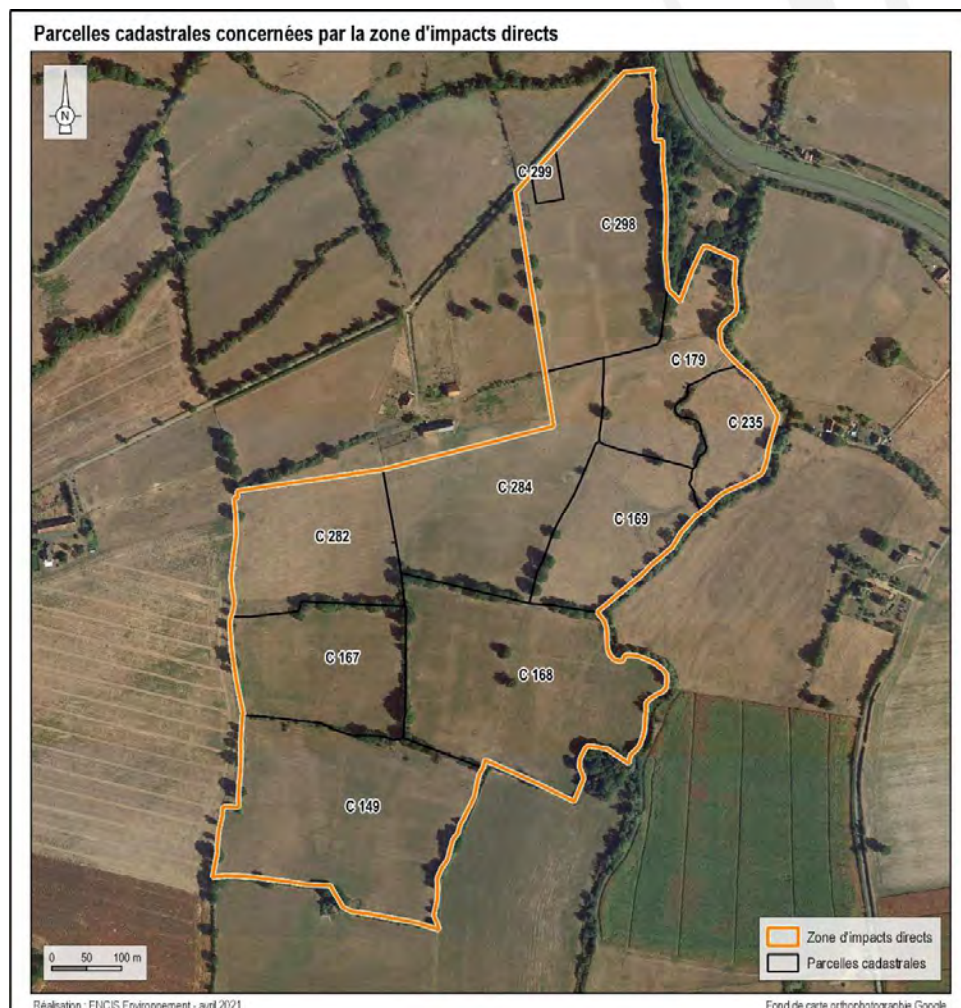 Parcelles cadastrales concernées par la zone d'impacts directs
N
C 299
C 298
C 179
C 235
C 284
C 169
C 282
C 167
C 168
C 149
0 50 100 m
Zone d'impacts directs
Parcelles cadastrales
Réalisation : ENCIS Environnement - avril 2021
Fond de carte orthophotographie Google